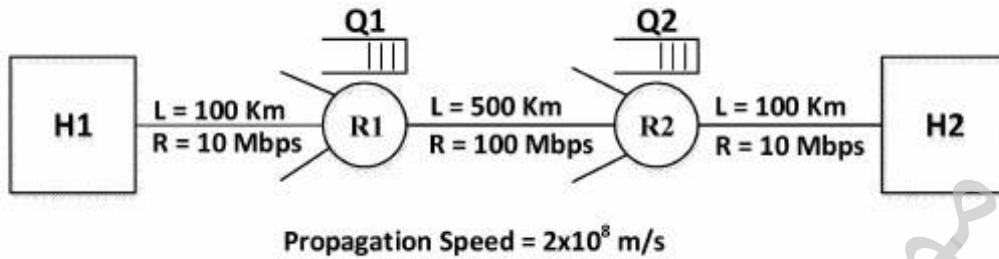 Q1 Q2
H1 L = 100 Km R1 L = 500 Km R2 L = 100 Km H2
R = 10 Mbps R = 100 Mbps R = 10 Mbps
Propagation Speed = 2x10⁸ m/s